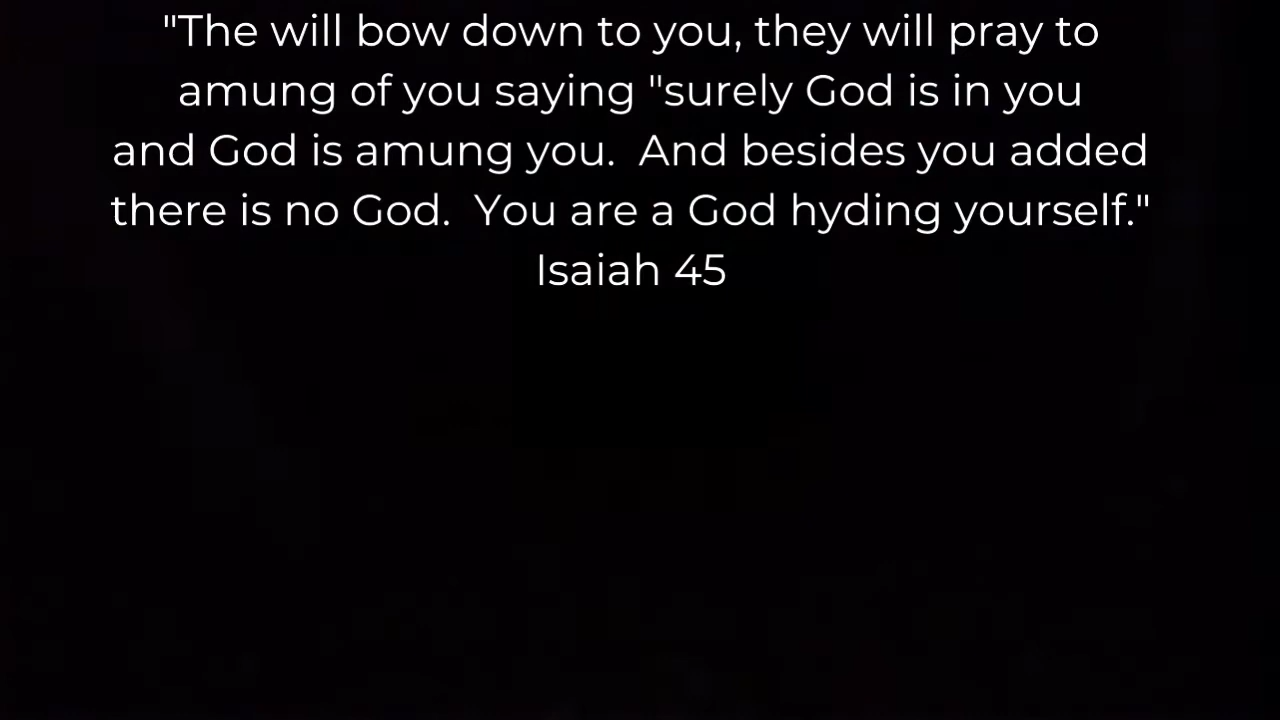 "The will bow down to you, they will pray to
amung of you saying "surely God is in you
and God is amung you.  And besides you added
there is no God.  You are a God hyding yourself."
Isaiah 45